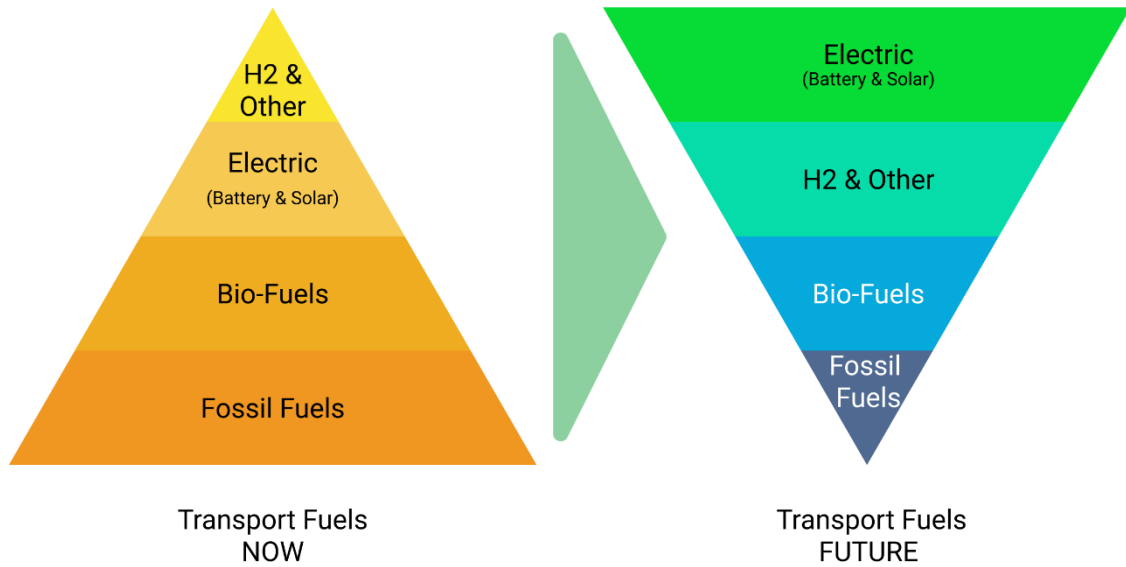 H2 &
Other
Electric
(Battery & Solar)
Bio-Fuels
Fossil Fuels
Transport Fuels
NOW
Electric
(Battery & Solar)
H2 & Other
Bio-Fuels
Fossil
Fuels
Transport Fuels
FUTURE